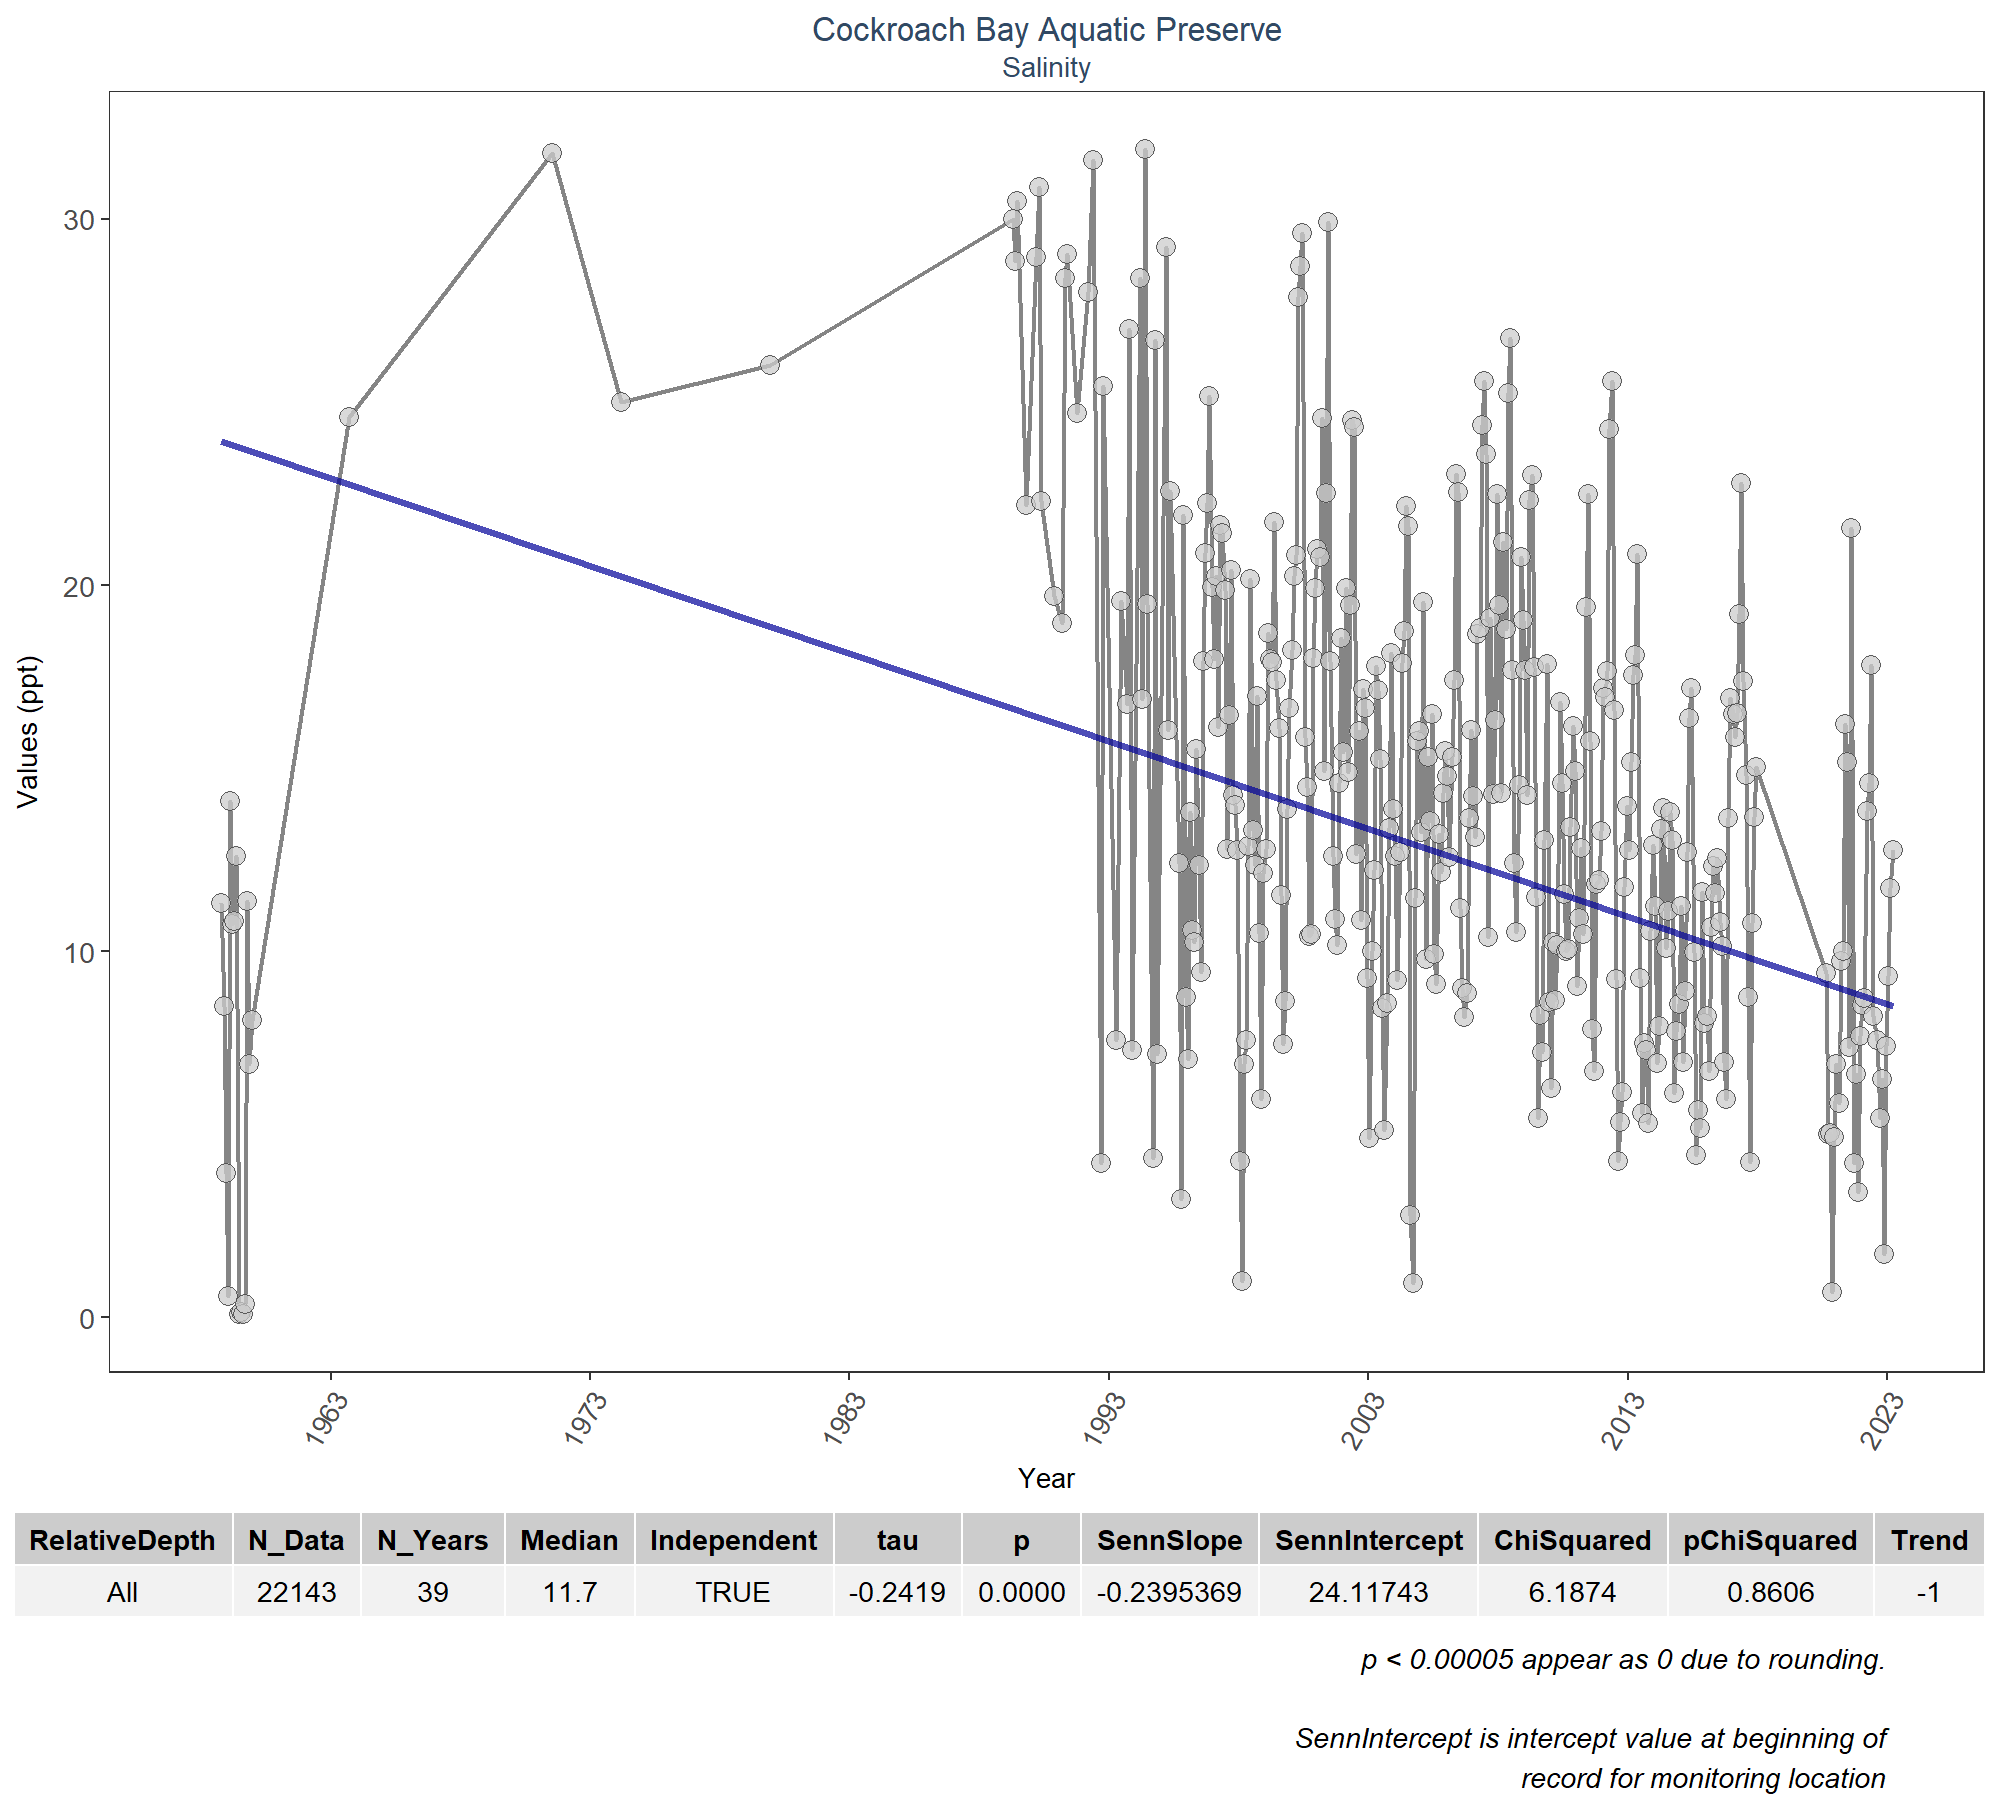 Cockroach Bay Aquatic Preserve
Salinity
Values (ppt)
30
20
10
0
1963
1973
1983
1993
2003
2013
2023
Year
RelativeDepth N_Data N_Years Median Independent tau p SennSlope SennIntercept ChiSquared pChiSquared Trend
All 22143 39 11.7 TRUE -0.2419 0.0000 -0.2395369 24.11743 6.1874 0.8606 -1
p < 0.00005 appear as 0 due to rounding.
SennIntercept is intercept value at beginning of
record for monitoring location